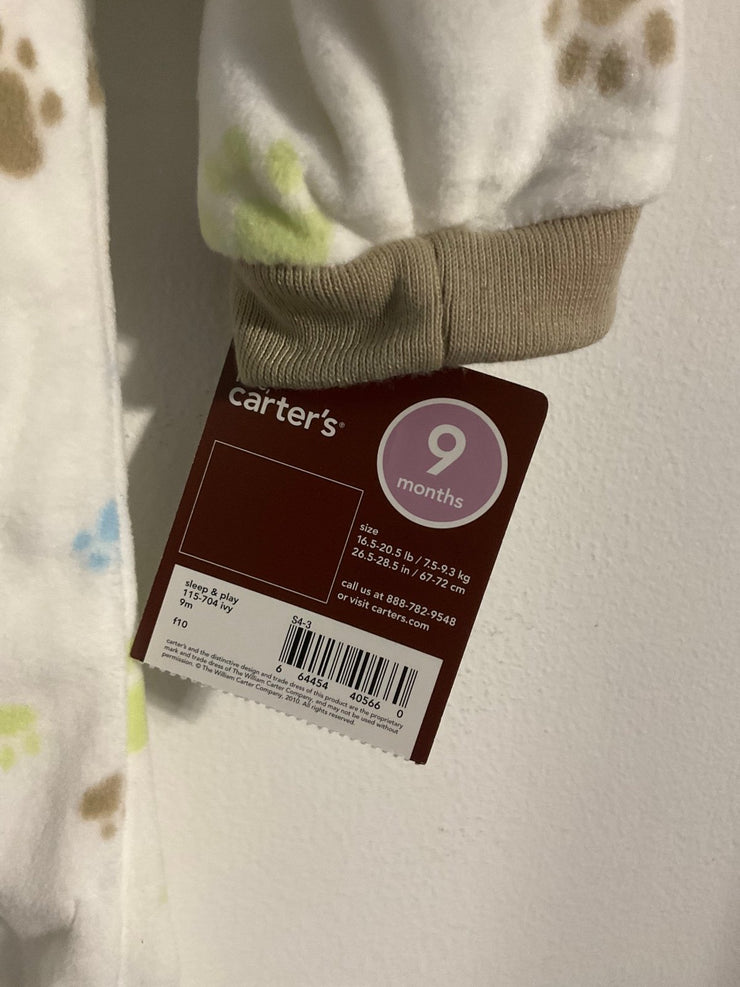 carter's®
9
months
size
16.5-20.5 lb / 7.5-9.3 kg
26.5-28.5 in / 67-72 cm
call us at 888-782-9548
or visit carters.com
sleep & play
115-704 ivy
9m
f10
S4-3
6 64454 40566 0
carter's and the distinctive design and trade dress of this product are the proprietary
mark and trade dress of The William Carter Company, and may not be used without
permission. © The William Carter Company, 2010. All rights reserved.